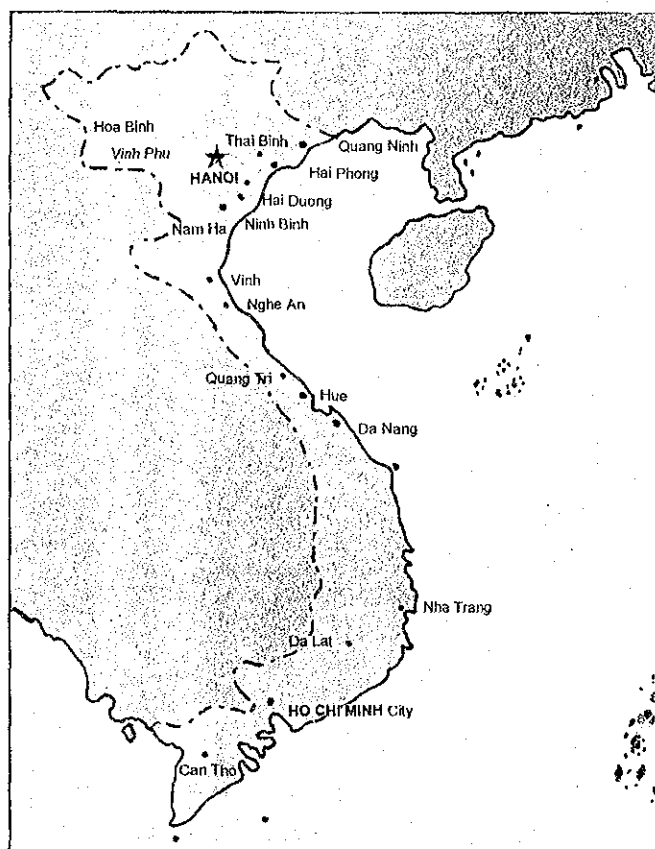 Hoa Binh
Thai Binh
Quang Ninh
Vinh Phu
HANOI
Hai Phong
Hai Duong
Nam Ha
Ninh Binh
Vinh
Nghe An
Quang Tri
Hue
Da Nang
Nha Trang
Da Lat
HO CHI MINH City
Can Tho